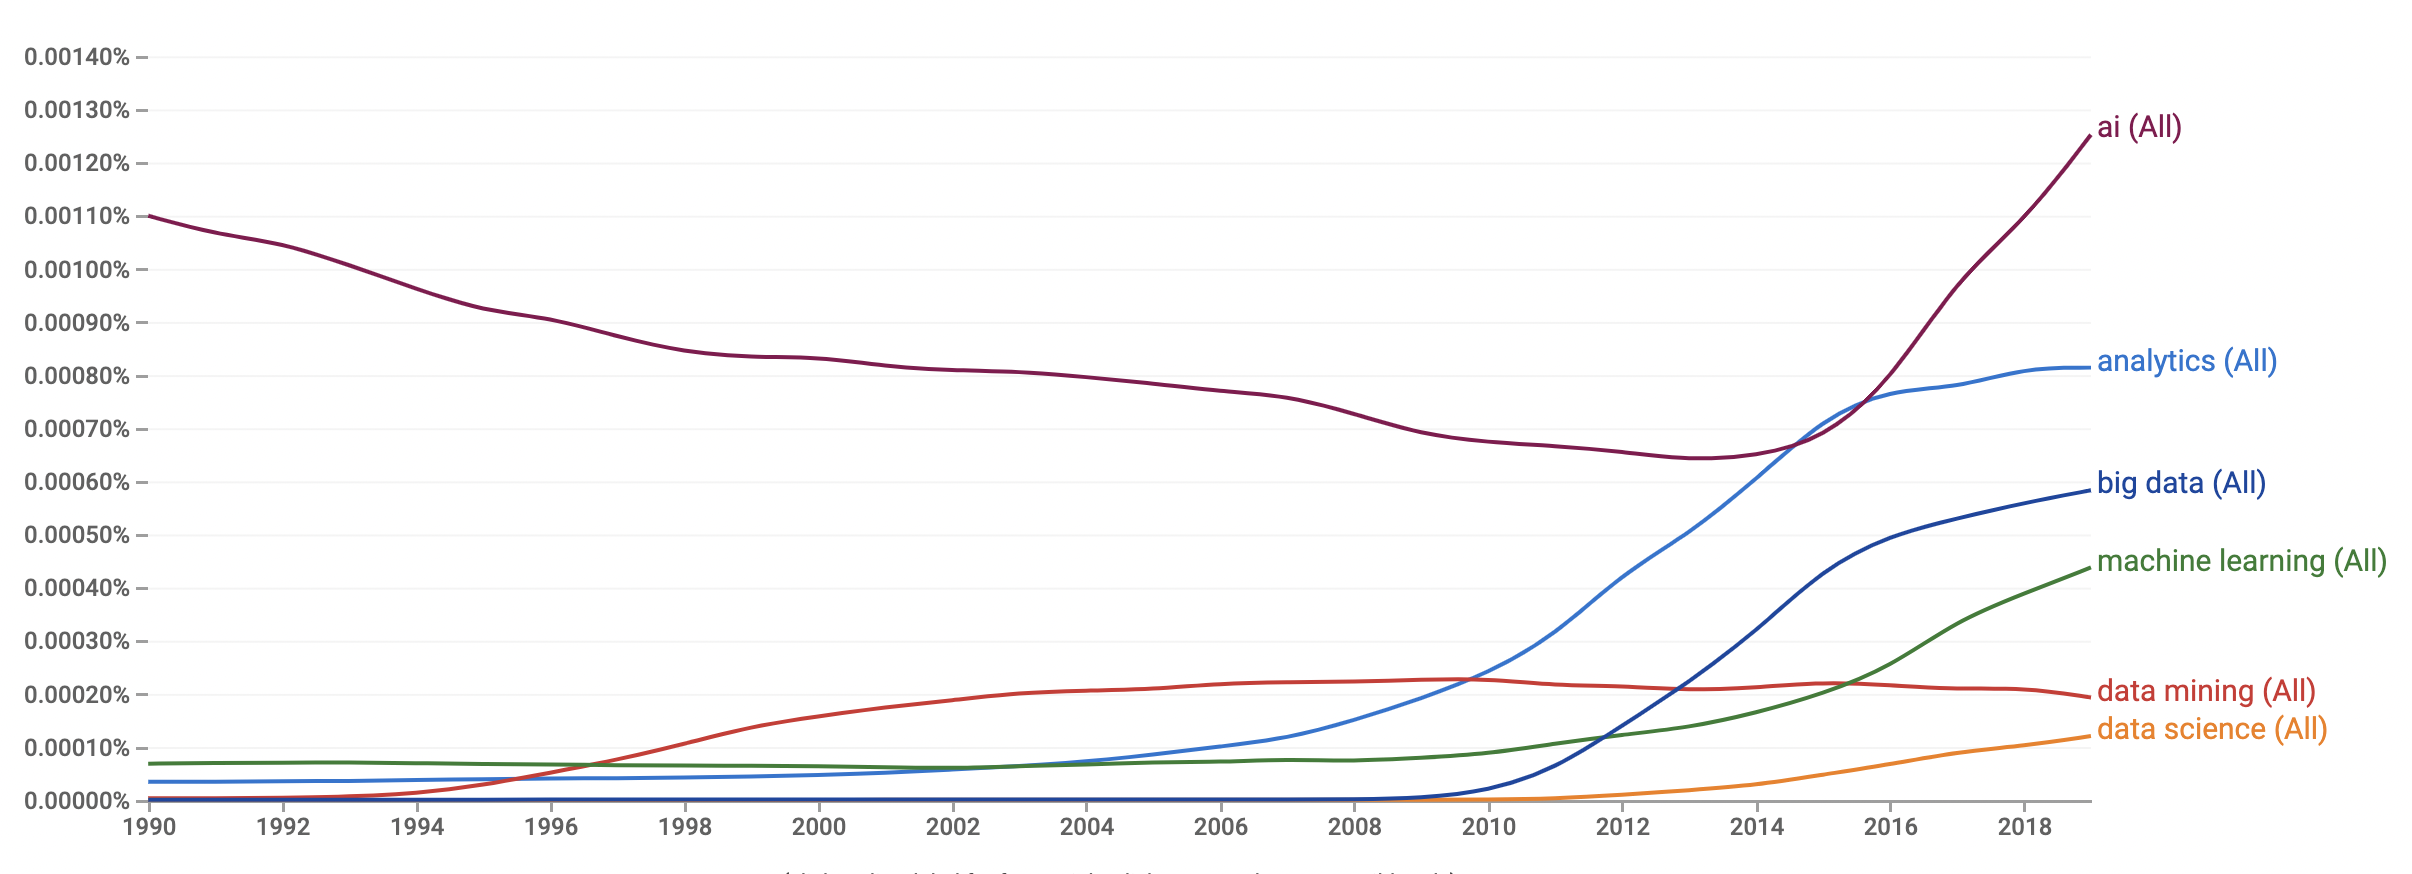 0.00140%
0.00130%
0.00120%
0.00110%
0.00100%
0.00090%
0.00080%
0.00070%
0.00060%
0.00050%
0.00040%
0.00030%
0.00020%
0.00010%
0.00000%
ai (All)
analytics (All)
big data (All)
machine learning (All)
data mining (All)
data science (All)
1990 1992 1994 1996 1998 2000 2002 2004 2006 2008 2010 2012 2014 2016 2018